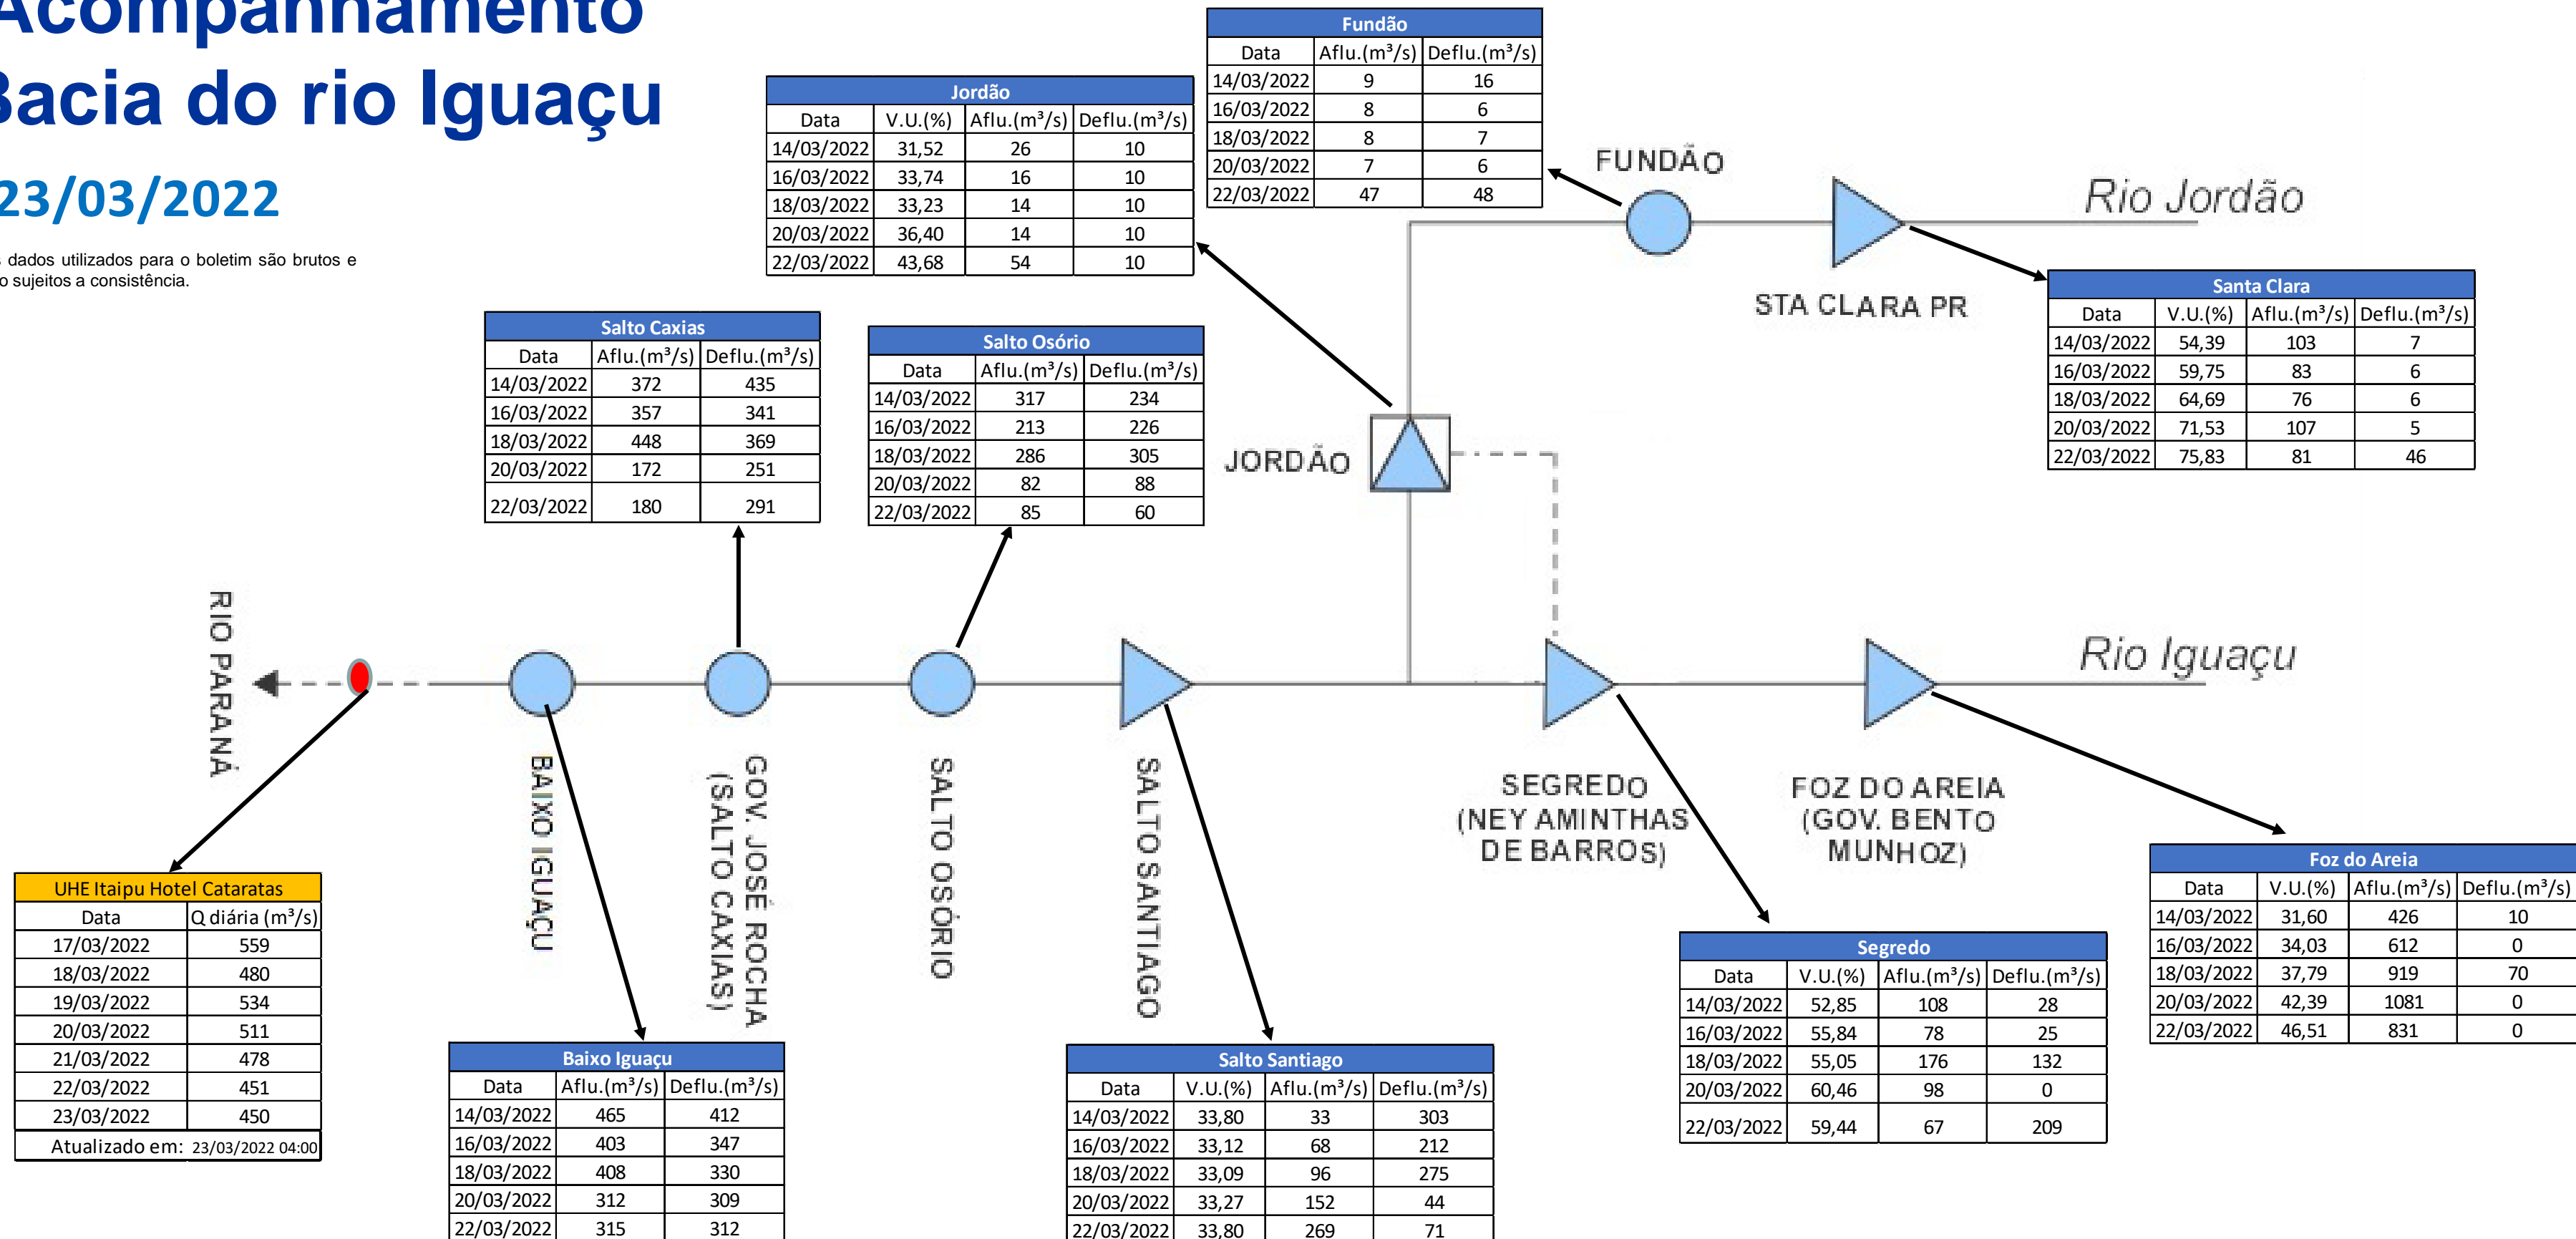 Acompanhamento
Bacia do rio Iguaçu
23/03/2022
s dados utilizados para o boletim são brutos e
o sujeitos a consistência.
Fundão
Data Aflu.(m³/s) Deflu.(m³/s)
14/03/2022 9 16
16/03/2022 8 6
18/03/2022 8 7
20/03/2022 7 6
22/03/2022 47 48
Jordão
Data V.U.(%) Aflu.(m³/s) Deflu.(m³/s)
14/03/2022 31,52 26 10
16/03/2022 33,74 16 10
18/03/2022 33,23 14 10
20/03/2022 36,40 14 10
22/03/2022 43,68 54 10
FUNDÃO
Rio Jordão
STA CLARA PR
Santa Clara
Data V.U.(%) Aflu.(m³/s) Deflu.(m³/s)
14/03/2022 54,39 103 7
16/03/2022 59,75 83 6
18/03/2022 64,69 76 6
20/03/2022 71,53 107 5
22/03/2022 75,83 81 46
Salto Caxias
Data Aflu.(m³/s) Deflu.(m³/s)
14/03/2022 372 435
16/03/2022 357 341
18/03/2022 448 369
20/03/2022 172 251
22/03/2022 180 291
Salto Osório
Data Aflu.(m³/s) Deflu.(m³/s)
14/03/2022 317 234
16/03/2022 213 226
18/03/2022 286 305
20/03/2022 82 88
22/03/2022 85 60
JORDÃO
RIO PARANÁ
Rio Iguaçu
BAIXO IGUAÇU
GOV. JOSÉ ROCHA
(SALTO CAXIAS)
SALTO OSÓRIO
SALTO SANTIAGO
SEGREDO
(NEY AMINTHAS
DE BARROS)
FOZ DO AREIA
(GOV. BENTO
MUNHOZ)
UHE Itaipu Hotel Cataratas
Data Q diária (m³/s)
17/03/2022 559
18/03/2022 480
19/03/2022 534
20/03/2022 511
21/03/2022 478
22/03/2022 451
23/03/2022 450
Atualizado em: 23/03/2022 04:00
Baixo Iguaçu
Data Aflu.(m³/s) Deflu.(m³/s)
14/03/2022 465 412
16/03/2022 403 347
18/03/2022 408 330
20/03/2022 312 309
22/03/2022 315 312
Salto Santiago
Data V.U.(%) Aflu.(m³/s) Deflu.(m³/s)
14/03/2022 33,80 33 303
16/03/2022 33,12 68 212
18/03/2022 33,09 96 275
20/03/2022 33,27 152 44
22/03/2022 33,80 269 71
Segredo
Data V.U.(%) Aflu.(m³/s) Deflu.(m³/s)
14/03/2022 52,85 108 28
16/03/2022 55,84 78 25
18/03/2022 55,05 176 132
20/03/2022 60,46 98 0
22/03/2022 59,44 67 209
Foz do Areia
Data V.U.(%) Aflu.(m³/s) Deflu.(m³/s)
14/03/2022 31,60 426 10
16/03/2022 34,03 612 0
18/03/2022 37,79 919 70
20/03/2022 42,39 1081 0
22/03/2022 46,51 831 0